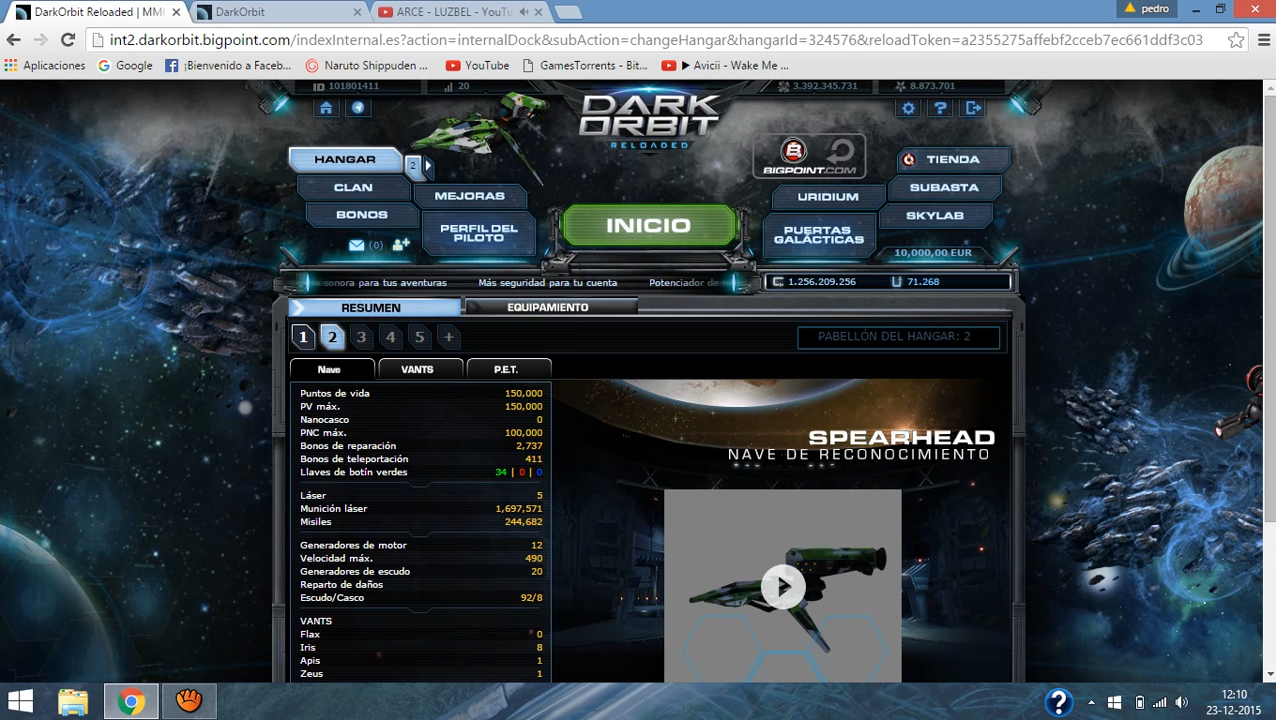 DarkOrbit Reloaded | MM
DarkOrbit
ARCE - LUZBEL - YouTu
pedro
int2.darkorbit.bigpoint.com/indexInternal.es?action=internalDock&subAction=changeHangar&hangarId=324576&reloadToken=a2355275affebf2cceb7ec661ddf3c03
Aplicaciones
Google
¡Bienvenido a Faceb...
Naruto Shippuden ...
YouTube
GamesTorrents - Bit...
Avicii - Wake Me ...
ID 101801411
20
3.392.345.731
8.873.701
DARK ORBIT
RELOADED
HANGAR
2
CLAN
BONOS
MEJORAS
PERFIL DEL PILOTO
(0)
INICIO
BIGPOINT.COM
URIDIUM
PUERTAS GALÁCTICAS
TIENDA
SUBASTA
SKYLAB
10,000,00 EUR
sonora para tus aventuras
Más seguridad para tu cuenta
Potenciador de
1.256.209.256
71.268
RESUMEN
EQUIPAMIENTO
1 2 3 4 5 +
PABELLÓN DEL HANGAR: 2
Nave
VANTS
P.E.T.
Puntos de vida 150,000
PV máx. 150,000
Nanocasco 0
PNC máx. 100,000
Bonos de reparación 2,737
Bonos de teleportación 411
Llaves de botín verdes 34 | 0 | 0
Láser 5
Munición láser 1,697,571
Misiles 244,682
Generadores de motor 12
Velocidad máx. 490
Generadores de escudo 20
Reparto de daños
Escudo/Casco 92/8
VANTS
Flax 0
Iris 8
Apis 1
Zeus 1
SPEARHEAD
NAVE DE RECONOCIMIENTO
12:10
23-12-2015